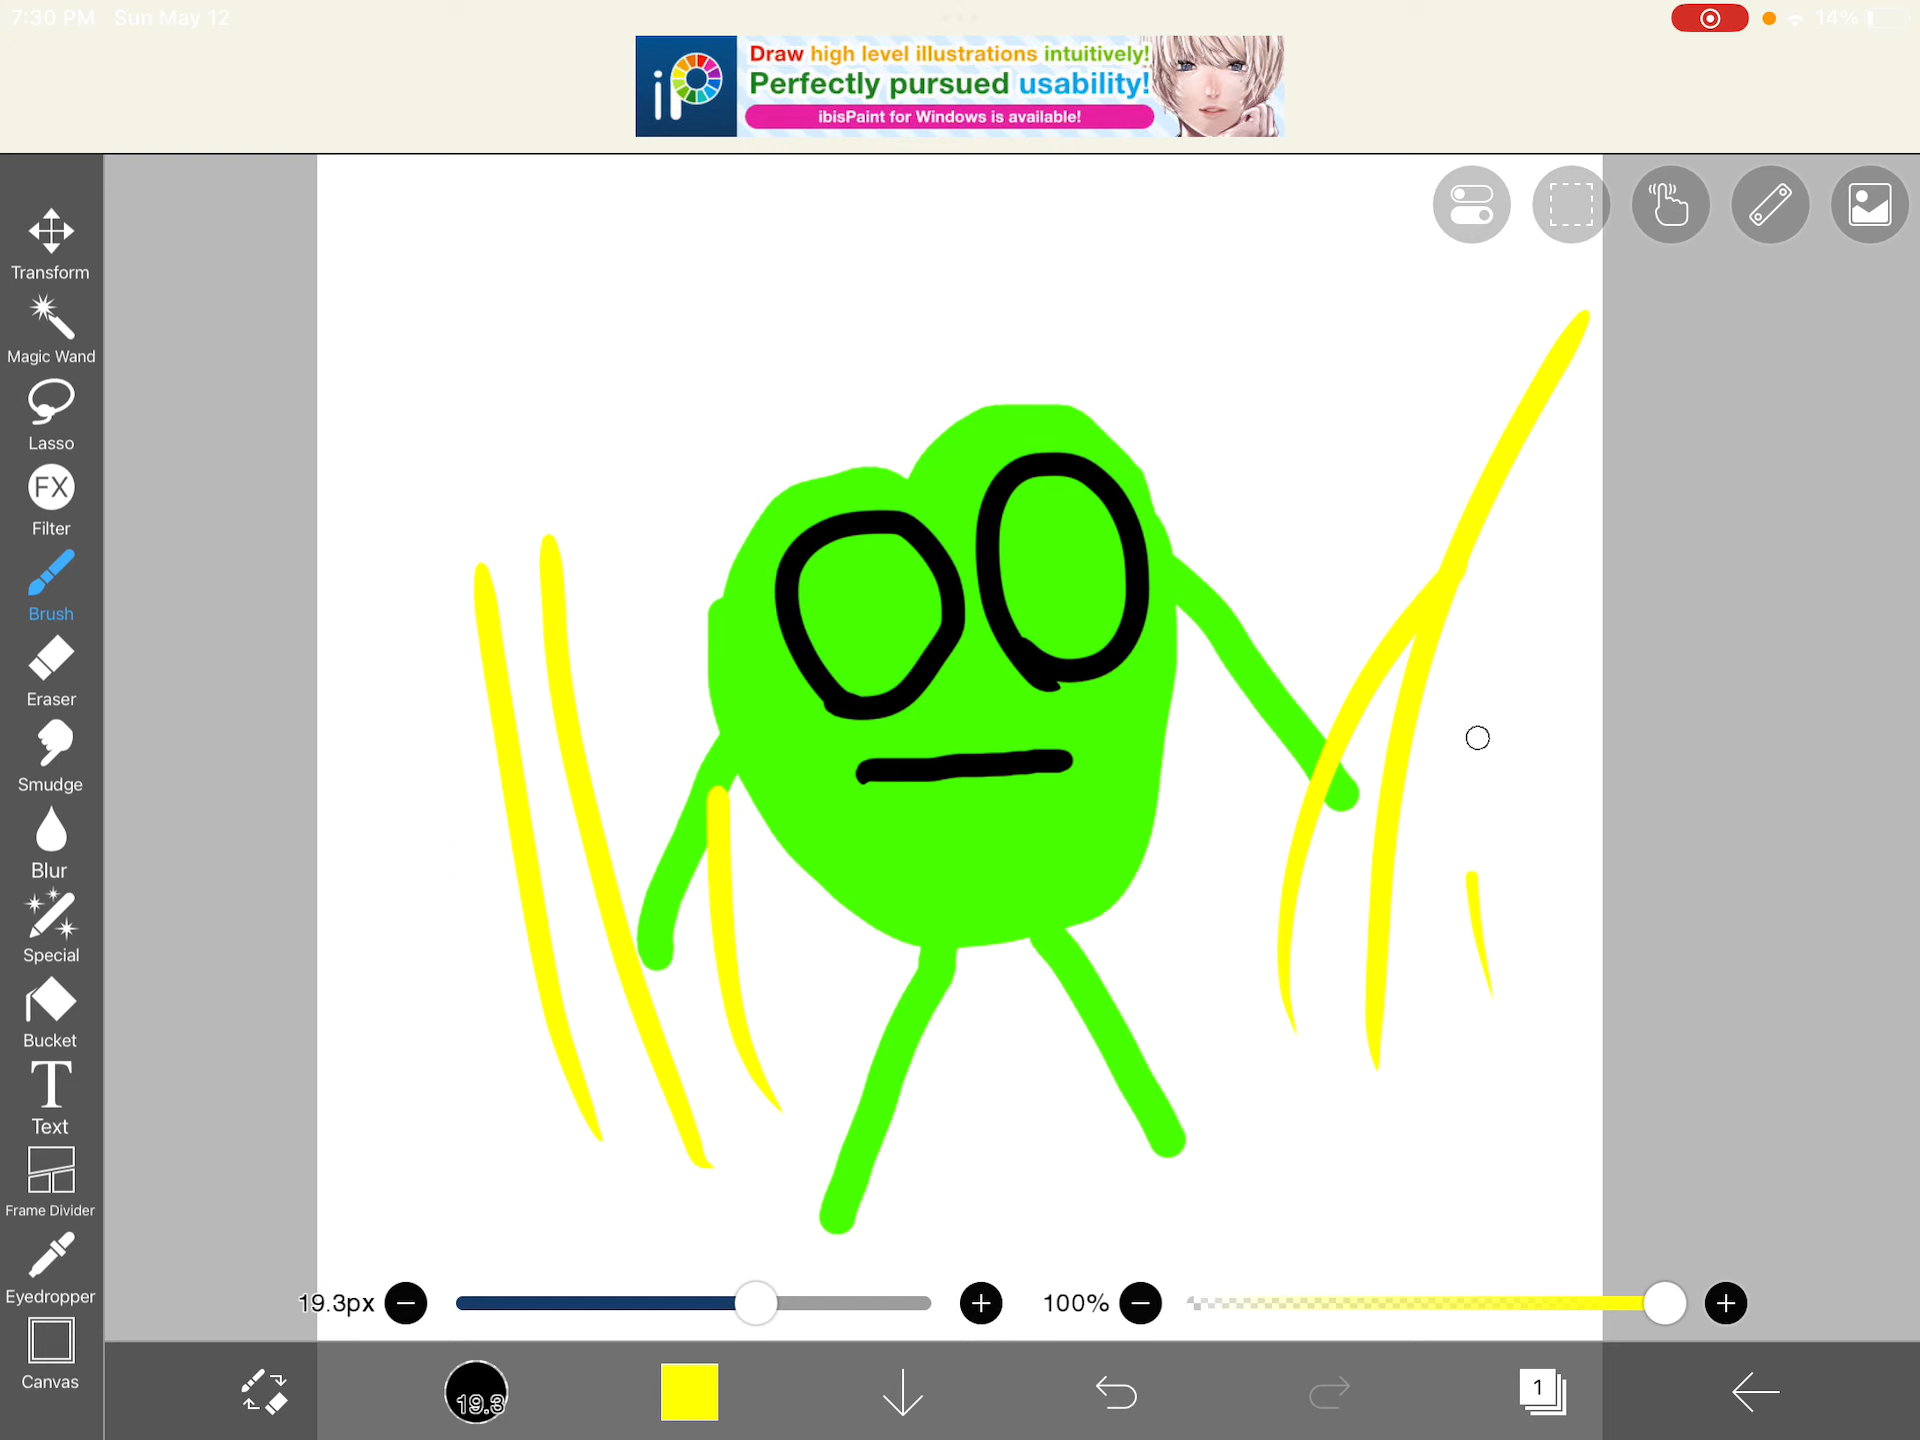 7:30 PM Sun May 12
14%
iP
Draw high level illustrations intuitively!
Perfectly pursued usability!
ibisPaint for Windows is available!
Transform
Magic Wand
Lasso
FX
Filter
Brush
Eraser
Smudge
Blur
Special
Bucket
T
Text
Frame Divider
Eyedropper
Canvas
19.3px
100%
19.3
1